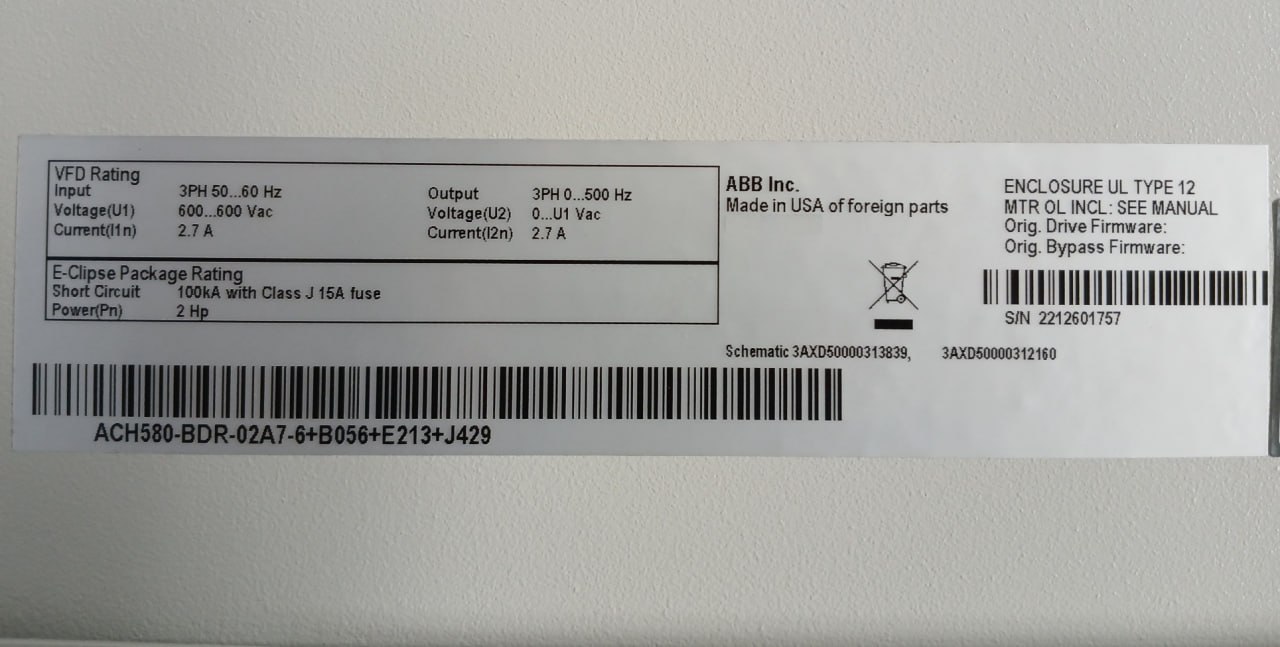 VFD Rating
Input 3PH 50...60 Hz Output 3PH 0...500 Hz
Voltage(U1) 600...600 Vac Voltage(U2) 0...U1 Vac
Current(I1n) 2.7 A Current(I2n) 2.7 A
E-Clipse Package Rating
Short Circuit 100kA with Class J 15A fuse
Power(Pn) 2 Hp
ABB Inc.
Made in USA of foreign parts
ENCLOSURE UL TYPE 12
MTR OL INCL: SEE MANUAL
Orig. Drive Firmware:
Orig. Bypass Firmware:
S/N 2212601757
Schematic 3AXD50000313839, 3AXD50000312160
ACH580-BDR-02A7-6+B056+E213+J429